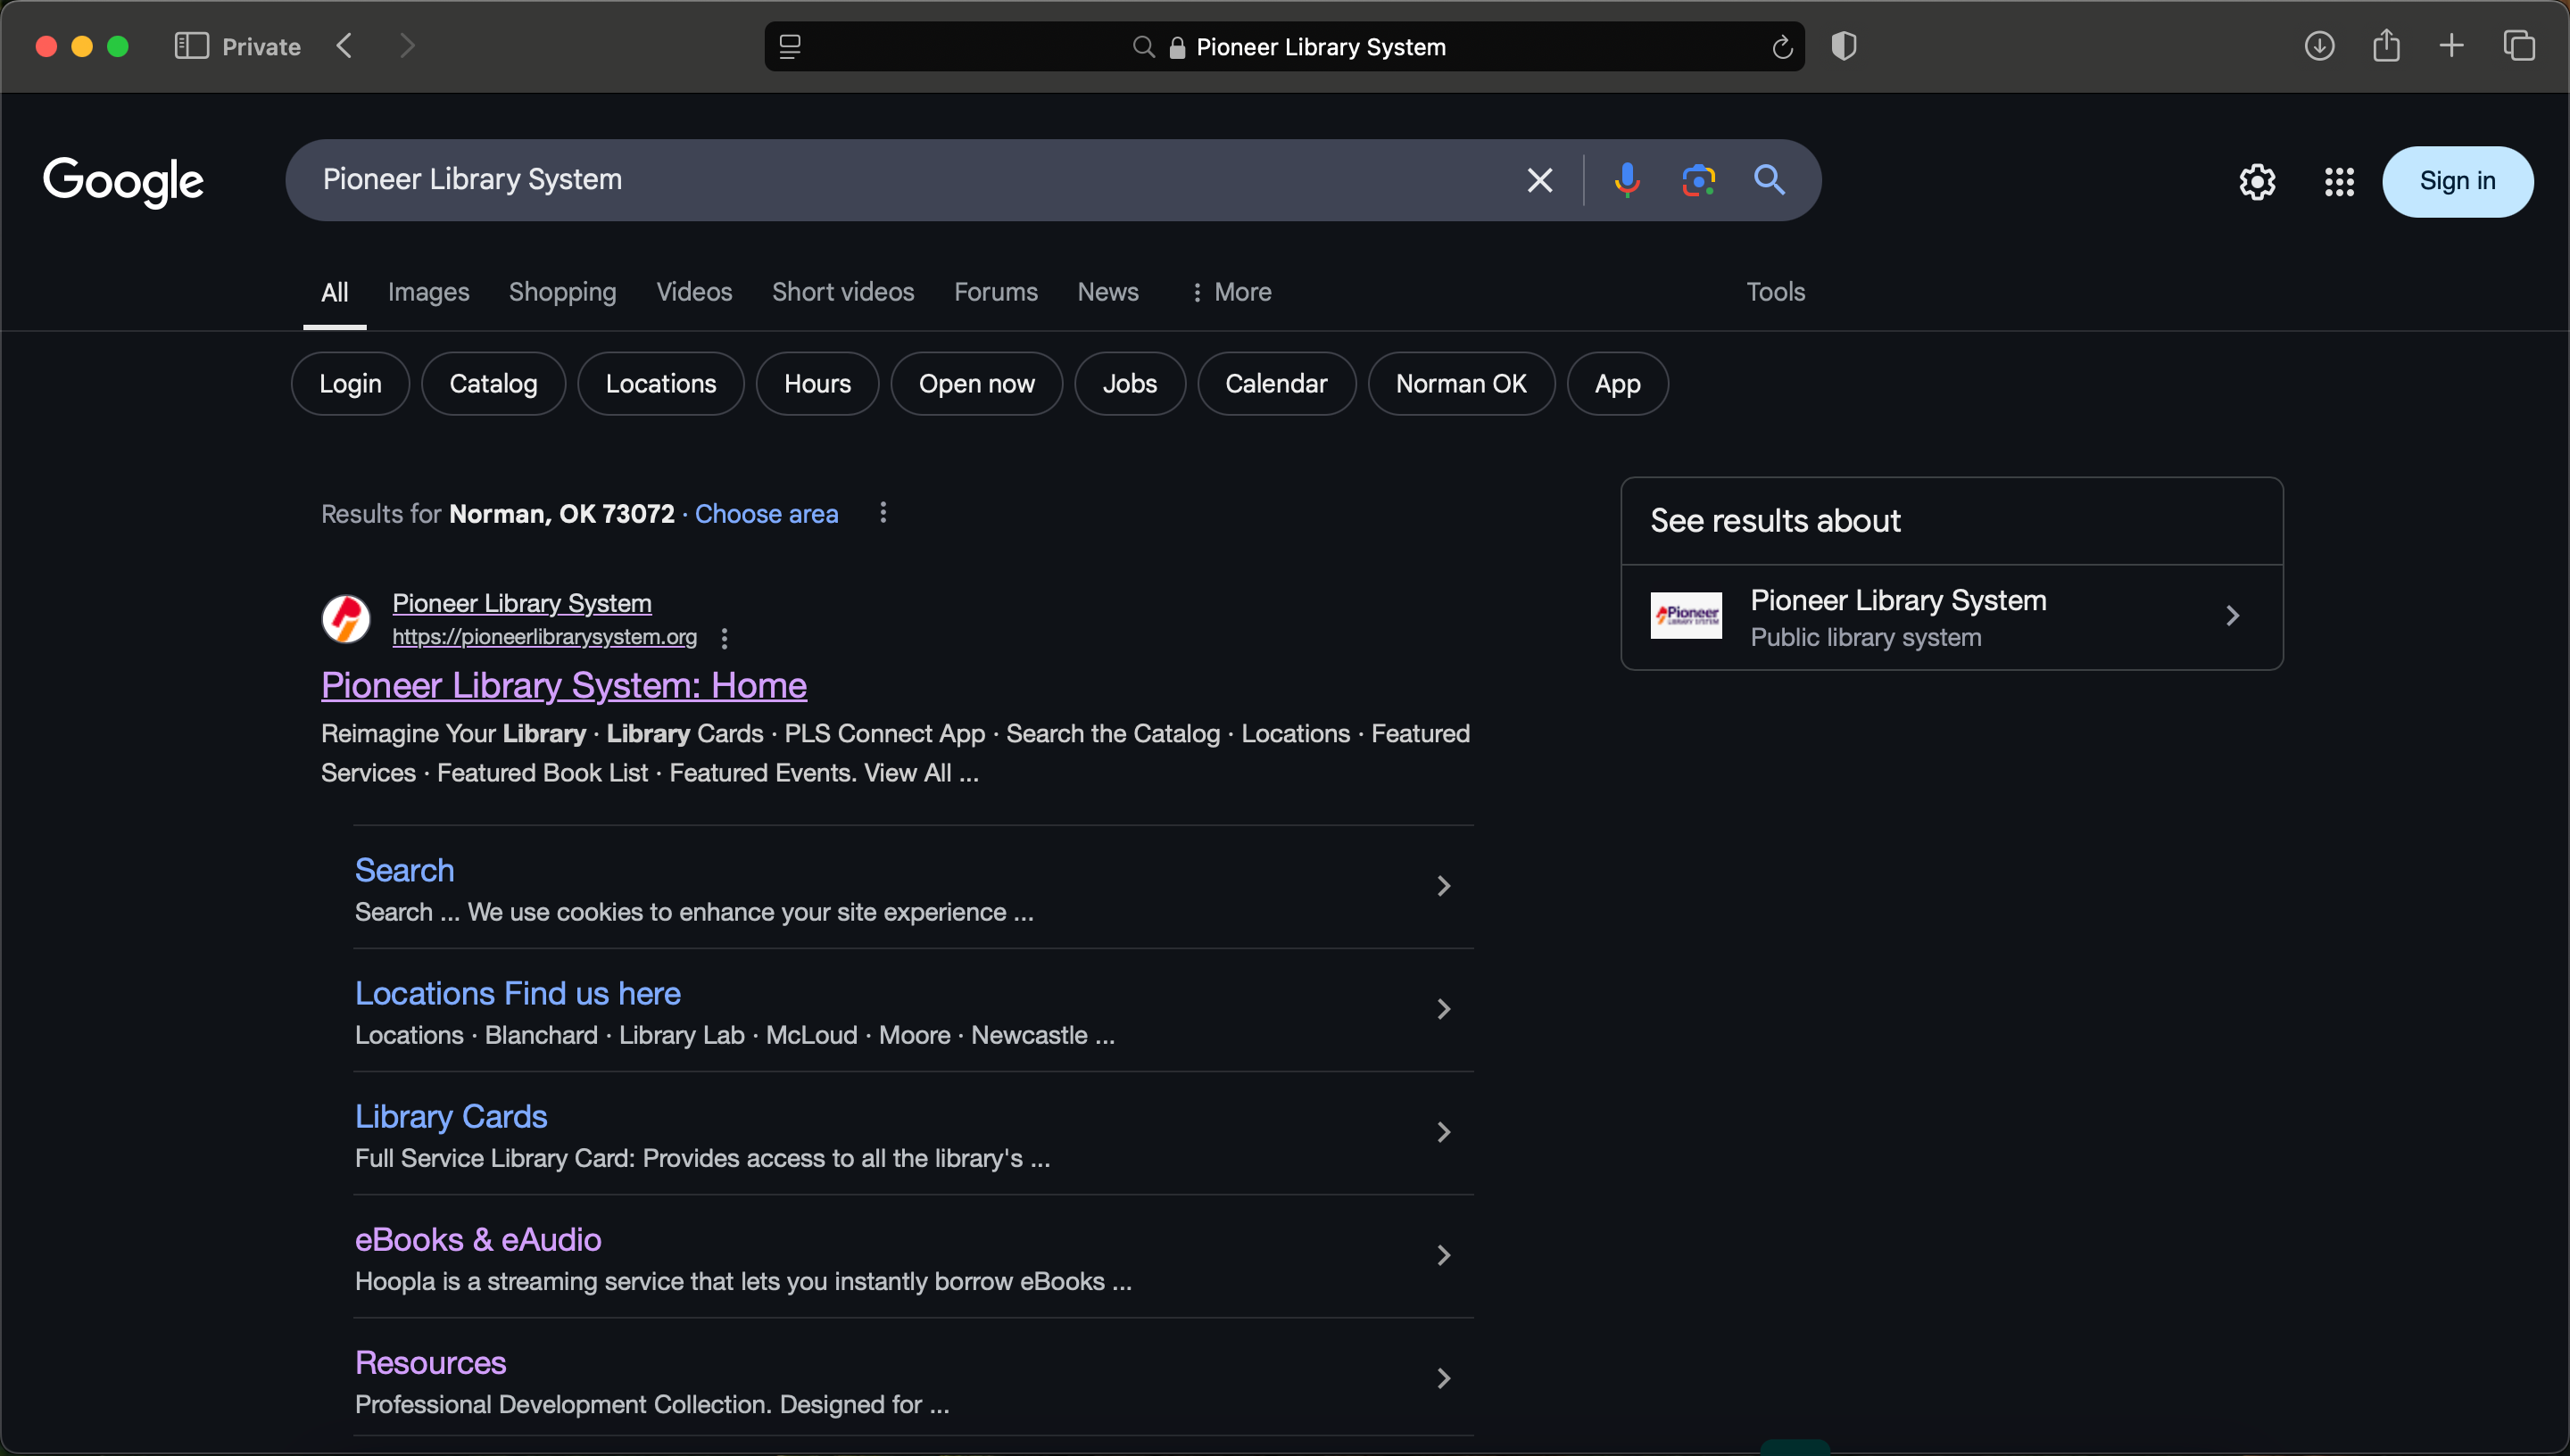 Private
Pioneer Library System
Google
Pioneer Library System
Sign in
All
Images
Shopping
Videos
Short videos
Forums
News
More
Tools
Login
Catalog
Locations
Hours
Open now
Jobs
Calendar
Norman OK
App
Results for Norman, OK 73072 · Choose area
Pioneer Library System
https://pioneerlibrarysystem.org
Pioneer Library System: Home
Reimagine Your Library · Library Cards · PLS Connect App · Search the Catalog · Locations · Featured
Services · Featured Book List · Featured Events. View All ...
Search
Search ... We use cookies to enhance your site experience ...
Locations Find us here
Locations · Blanchard · Library Lab · McLoud · Moore · Newcastle ...
Library Cards
Full Service Library Card: Provides access to all the library's ...
eBooks & eAudio
Hoopla is a streaming service that lets you instantly borrow eBooks ...
Resources
Professional Development Collection. Designed for ...
See results about
Pioneer
LIBRARY SYSTEM
Pioneer Library System
Public library system